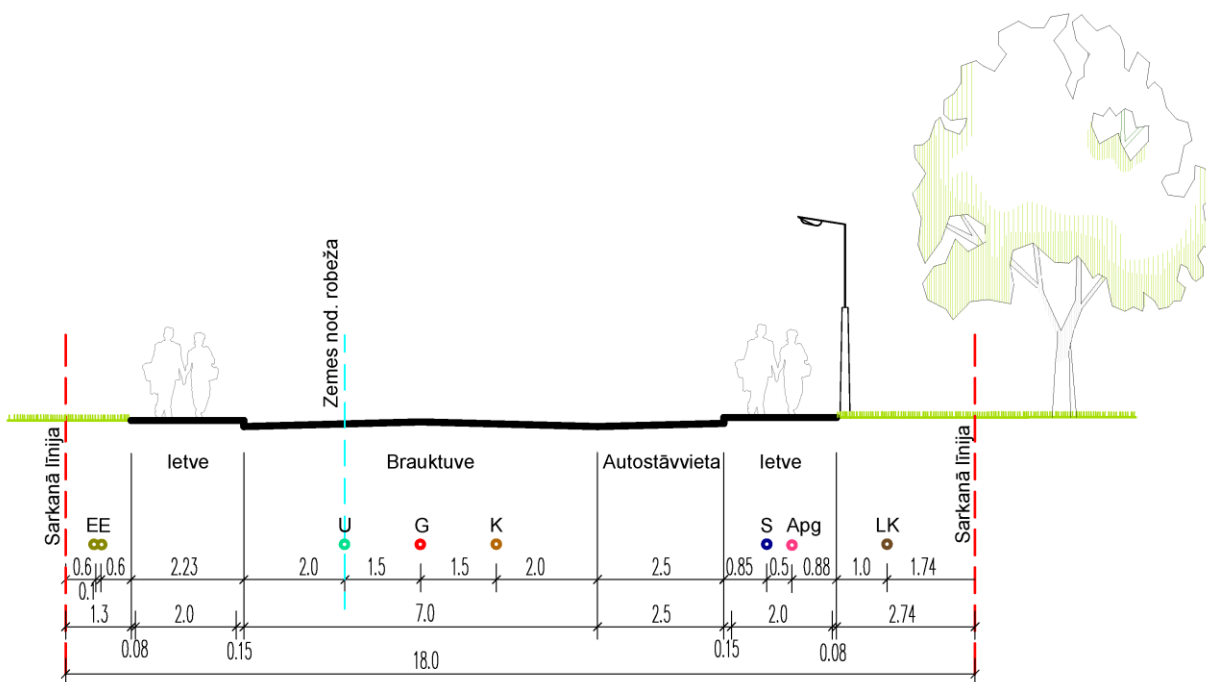 Zemes nod. robeža
Sarkanā līnija
Ietve
Brauktuve
Autostāvvieta
Ietve
Sarkanā līnija
EE
U
G
K
S
Apg
LK
0.6
0.6
2.23
2.0
1.5
1.5
2.0
2.5
0.85
0.5
0.88
1.0
1.74
0.1
1.3
2.0
7.0
2.5
2.0
2.74
0.08
0.15
0.15
0.08
18.0